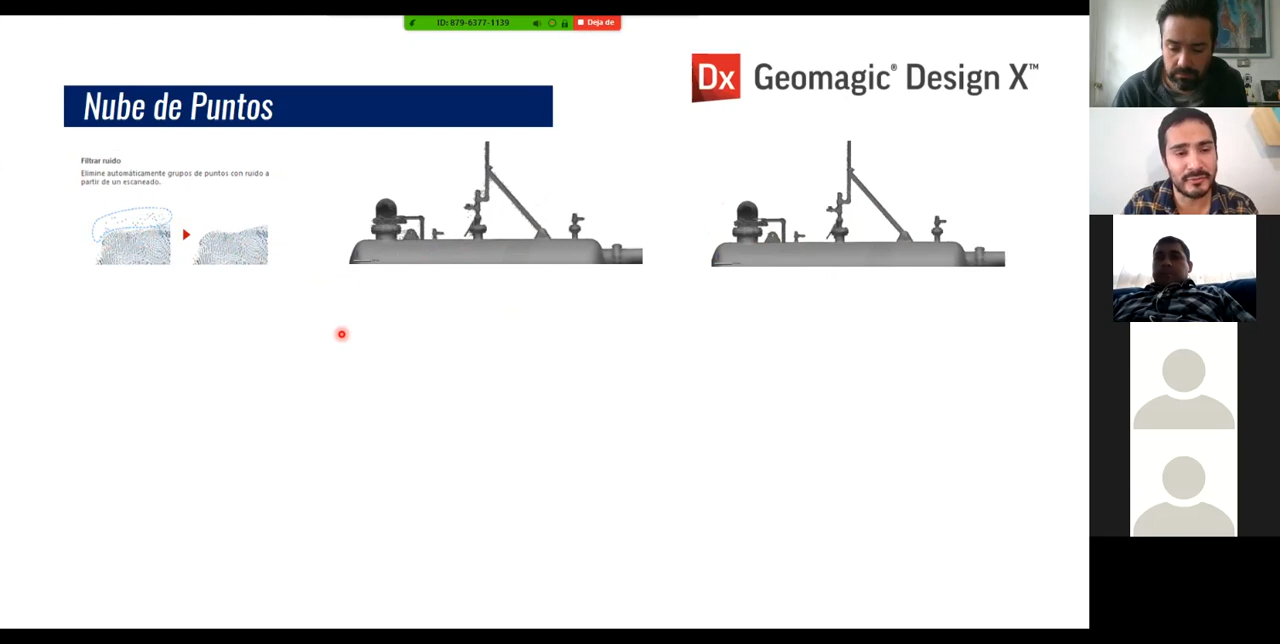 ID: 879-6377-1139
Deja de
Dx Geomagic® Design X™
Nube de Puntos
Filtrar ruido
Elimine automáticamente grupos de puntos con ruido a
partir de un escaneado.